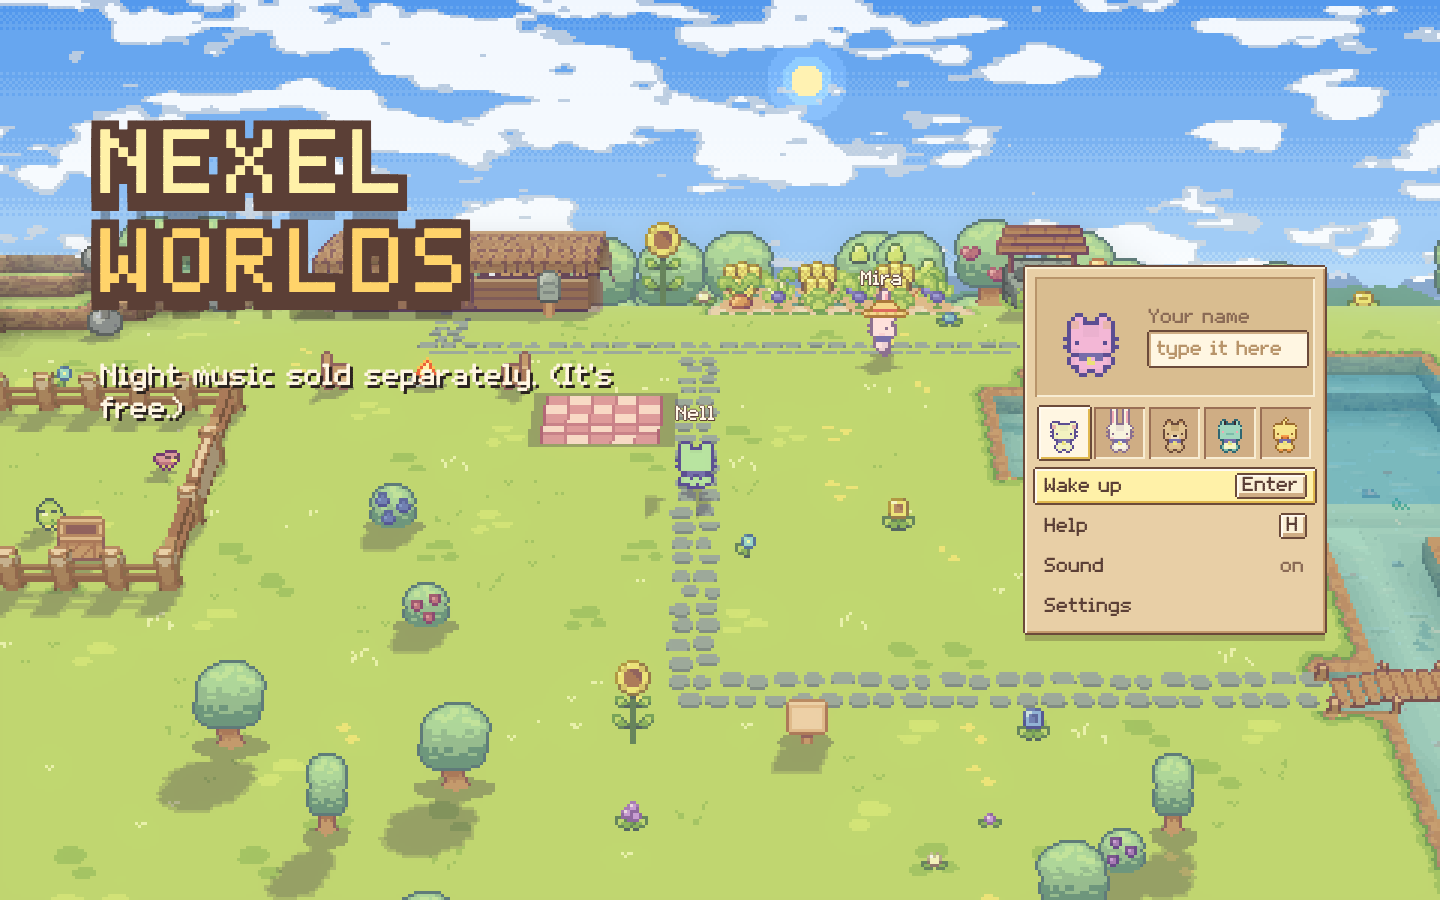 NEXEL
WORLDS
Mira
Your name
type it here
Night music sold separately. (It's
free.)
Nell
Wake up Enter
Help H
Sound on
Settings